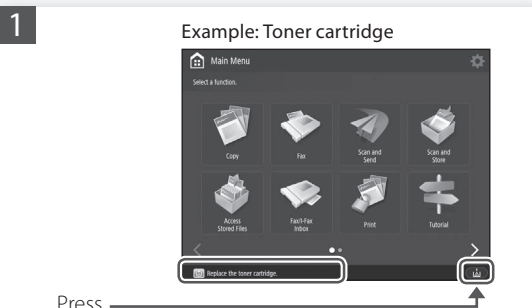 1
Example: Toner cartridge
Main Menu
Select a function.
Copy
Fax
Scan and
Send
Scan and
Store
Access
Stored Files
Fax/I-Fax
Inbox
Print
Tutorial
Replace the toner cartridge.
Press